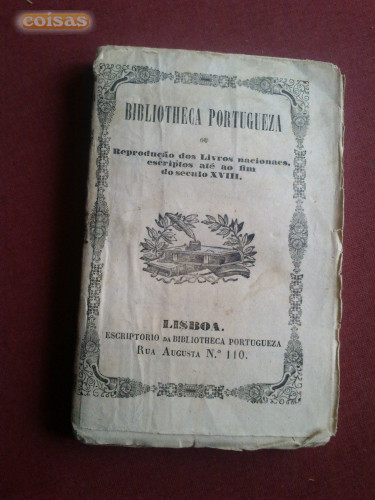 coisas
BIBLIOTHECA PORTUGUEZA
OU
Reproducção dos Livros nacionaes,
escriptos até ao fim
do seculo XVIII.
LISBOA.
ESCRIPTORIO DA BIBLIOTHECA PORTUGUEZA
RUA AUGUSTA N.º 110.